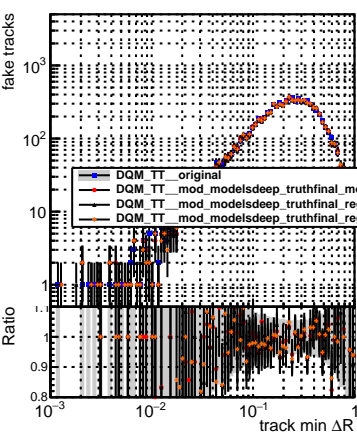 fake tracks
10³
10²
DQM_TT__original
DQM_TT__mod_modelsdeep_truthfinal_mo
DQM_TT__mod_modelsdeep_truthfinal_re
DQM_TT__mod_modelsdeep_truthfinal_re
10
1
Ratio
1.1
1
0.9
0.8
10⁻³ 10⁻² 10⁻¹ 1
track min ΔR